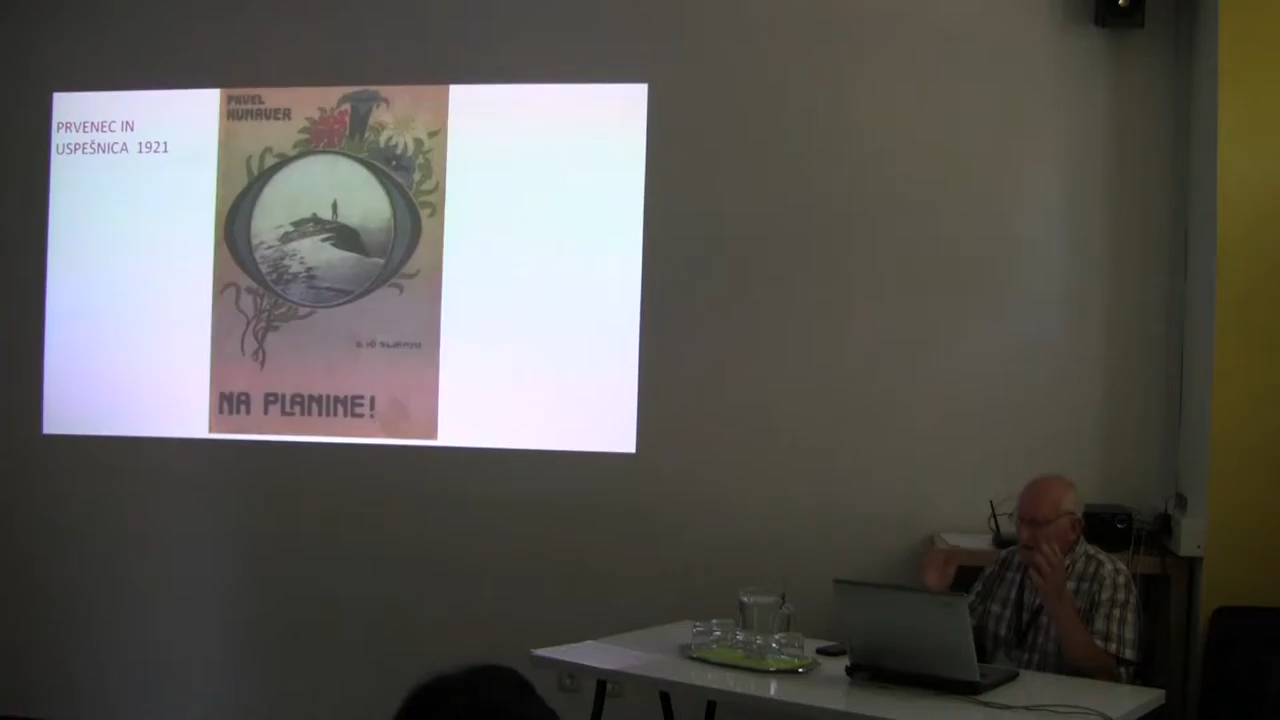 PRVENEC IN
USPEŠNICA 1921
PAVEL
KUNAVER
NA PLANINE!